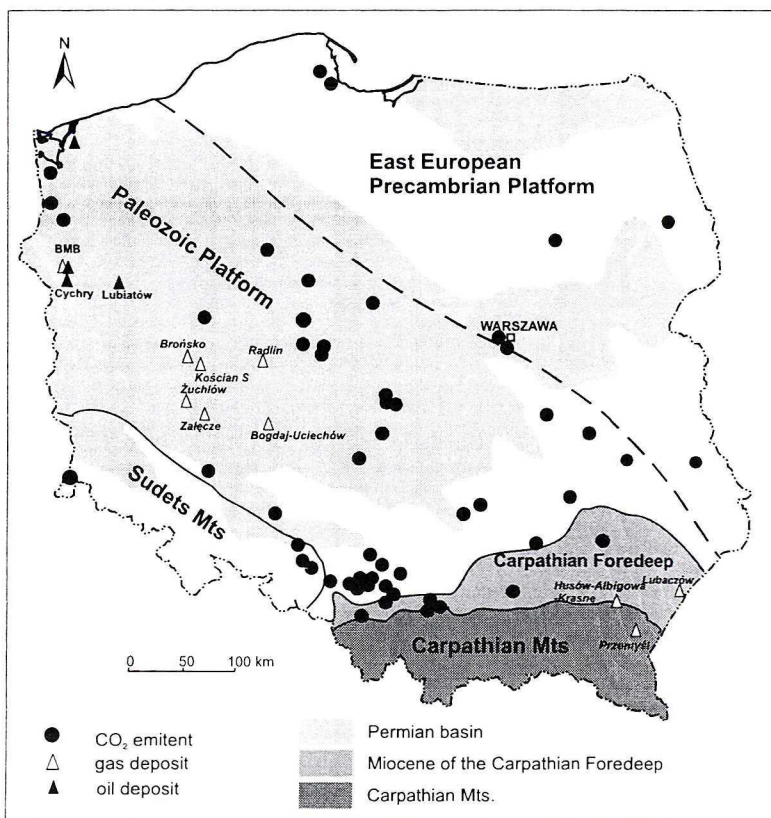 N
East European
Precambrian Platform
Paleozoic Platform
BMB
Cychry
Lubiatów
WARSZAWA
Brońsko
Radlin
Kościan S
Żuchlów
Załęcze
Bogdaj-Uciechów
Sudets Mts
Carpathian Foredeep
Husów-Albigowa
Krasne
Lubaczów
Carpathian Mts
Przemyśl
0 50 100 km
CO₂ emitent
gas deposit
oil deposit
Permian basin
Miocene of the Carpathian Foredeep
Carpathian Mts.